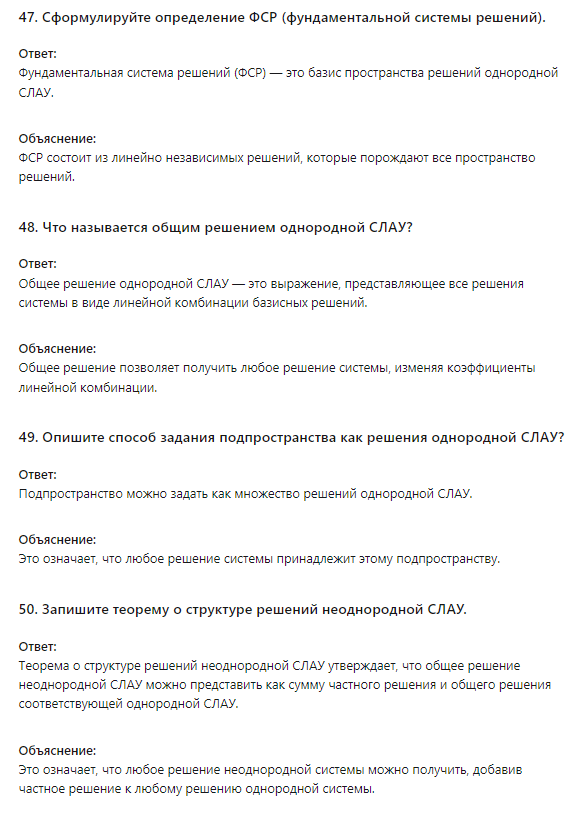 47. Сформулируйте определение ФСР (фундаментальной системы решений).
Ответ:
Фундаментальная система решений (ФСР) — это базис пространства решений однородной
СЛАУ.
Объяснение:
ФСР состоит из линейно независимых решений, которые порождают все пространство
решений.
48. Что называется общим решением однородной СЛАУ?
Ответ:
Общее решение однородной СЛАУ — это выражение, представляющее все решения
системы в виде линейной комбинации базисных решений.
Объяснение:
Общее решение позволяет получить любое решение системы, изменяя коэффициенты
линейной комбинации.
49. Опишите способ задания подпространства как решения однородной СЛАУ?
Ответ:
Подпространство можно задать как множество решений однородной СЛАУ.
Объяснение:
Это означает, что любое решение системы принадлежит этому подпространству.
50. Запишите теорему о структуре решений неоднородной СЛАУ.
Ответ:
Теорема о структуре решений неоднородной СЛАУ утверждает, что общее решение
неоднородной СЛАУ можно представить как сумму частного решения и общего решения
соответствующей однородной СЛАУ.
Объяснение:
Это означает, что любое решение неоднородной системы можно получить, добавив
частное решение к любому решению однородной системы.